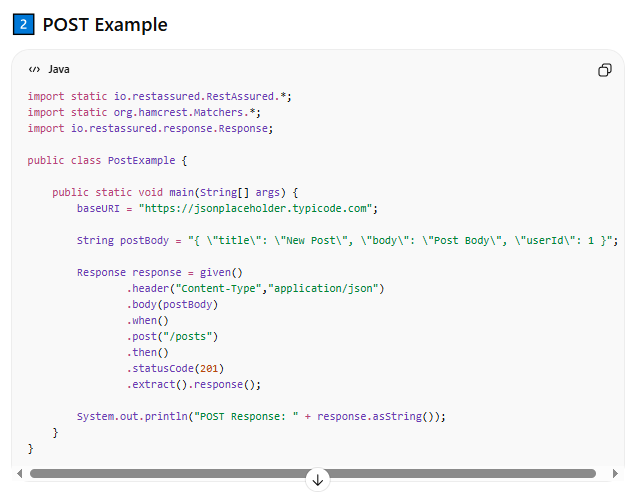 2 POST Example
Java
import static io.restassured.RestAssured.*;
import static org.hamcrest.Matchers.*;
import io.restassured.response.Response;
public class PostExample {
public static void main(String[] args) {
baseURI = "https://jsonplaceholder.typicode.com";
String postBody = "{ \"title\": \"New Post\", \"body\": \"Post Body\", \"userId\": 1 }";
Response response = given()
.header("Content-Type","application/json")
.body(postBody)
.when()
.post("/posts")
.then()
.statusCode(201)
.extract().response();
System.out.println("POST Response: " + response.asString());
}
}